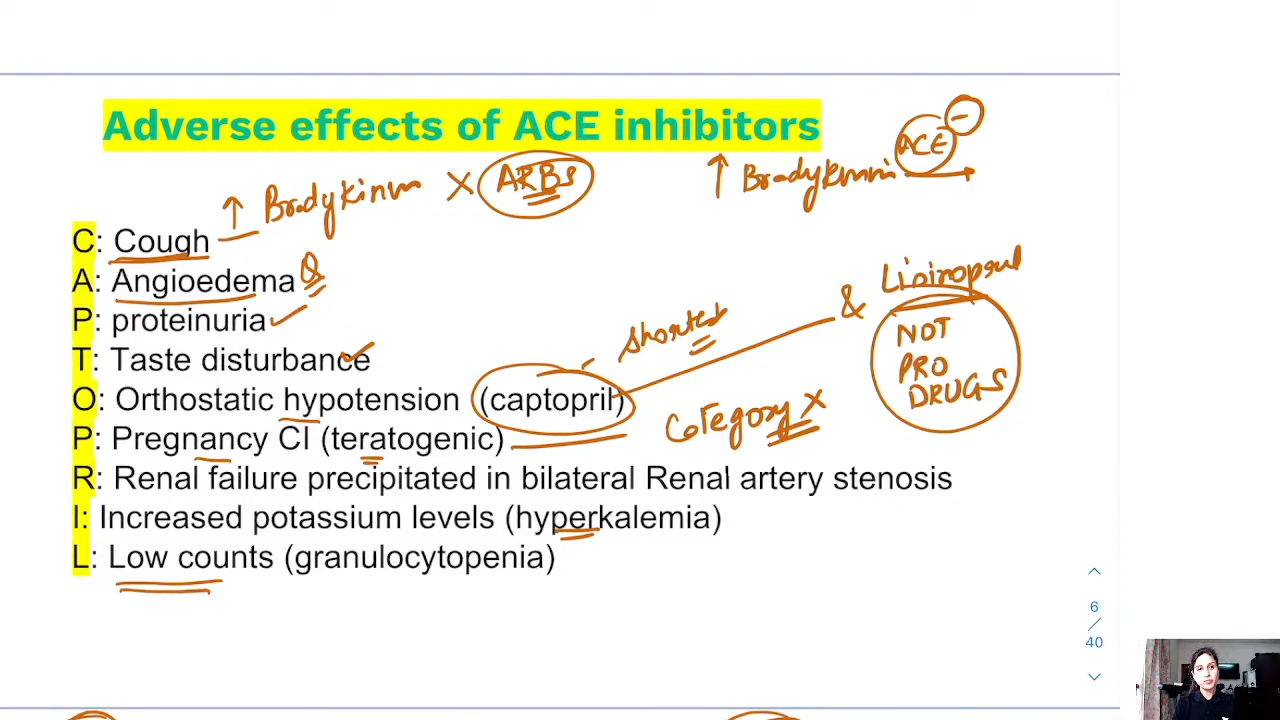 Adverse effects of ACE inhibitors
ACE −
↑ Bradykinin X ARBS
↑ Bradykinin
C: Cough
A: Angioedema
P: proteinuria
T: Taste disturbance
O: Orthostatic hypotension (captopril)
shortest
& Lisinopril
NOT
PRO
DRUGS
P: Pregnancy CI (teratogenic)
Category X
R: Renal failure precipitated in bilateral Renal artery stenosis
I: Increased potassium levels (hyperkalemia)
L: Low counts (granulocytopenia)
6
/
40